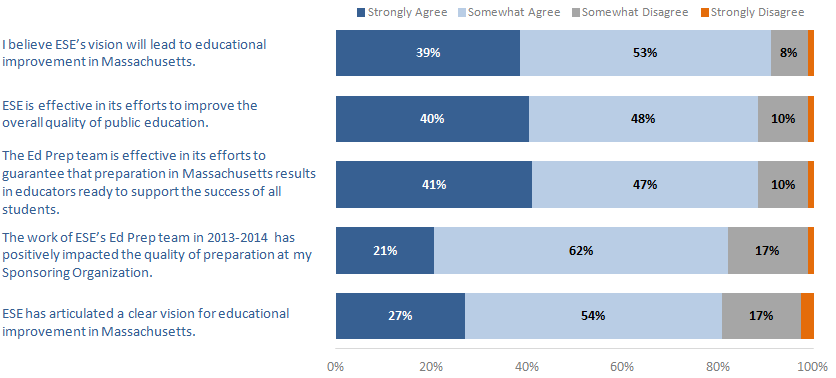 Strongly Agree Somewhat Agree Somewhat Disagree Strongly Disagree
I believe ESE's vision will lead to educational
improvement in Massachusetts.
39% 53% 8%
ESE is effective in its efforts to improve the
overall quality of public education.
40% 48% 10%
The Ed Prep team is effective in its efforts to
guarantee that preparation in Massachusetts results
in educators ready to support the success of all
students.
41% 47% 10%
The work of ESE's Ed Prep team in 2013-2014 has
positively impacted the quality of preparation at my
Sponsoring Organization.
21% 62% 17%
ESE has articulated a clear vision for educational
improvement in Massachusetts.
27% 54% 17%
0% 20% 40% 60% 80% 100%